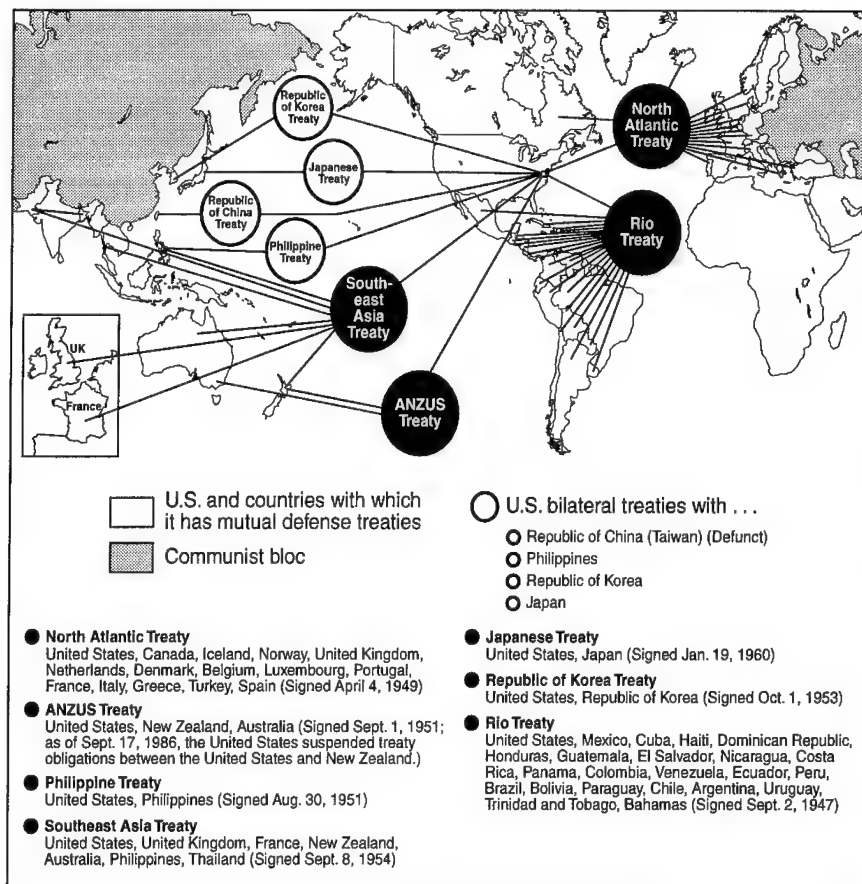 Republic
of Korea
Treaty
North
Atlantic
Treaty
Japanese
Treaty
Republic
of China
Treaty
Rio
Treaty
Philippine
Treaty
South-
east
Asia
Treaty
UK
France
ANZUS
Treaty
U.S. and countries with which
it has mutual defense treaties
Communist bloc
U.S. bilateral treaties with . . .
Republic of China (Taiwan) (Defunct)
Philippines
Republic of Korea
Japan
North Atlantic Treaty
United States, Canada, Iceland, Norway, United Kingdom,
Netherlands, Denmark, Belgium, Luxembourg, Portugal,
France, Italy, Greece, Turkey, Spain (Signed April 4, 1949)
ANZUS Treaty
United States, New Zealand, Australia (Signed Sept. 1, 1951;
as of Sept. 17, 1986, the United States suspended treaty
obligations between the United States and New Zealand.)
Philippine Treaty
United States, Philippines (Signed Aug. 30, 1951)
Southeast Asia Treaty
United States, United Kingdom, France, New Zealand,
Australia, Philippines, Thailand (Signed Sept. 8, 1954)
Japanese Treaty
United States, Japan (Signed Jan. 19, 1960)
Republic of Korea Treaty
United States, Republic of Korea (Signed Oct. 1, 1953)
Rio Treaty
United States, Mexico, Cuba, Haiti, Dominican Republic,
Honduras, Guatemala, El Salvador, Nicaragua, Costa
Rica, Panama, Colombia, Venezuela, Ecuador, Peru,
Brazil, Bolivia, Paraguay, Chile, Argentina, Uruguay,
Trinidad and Tobago, Bahamas (Signed Sept. 2, 1947)